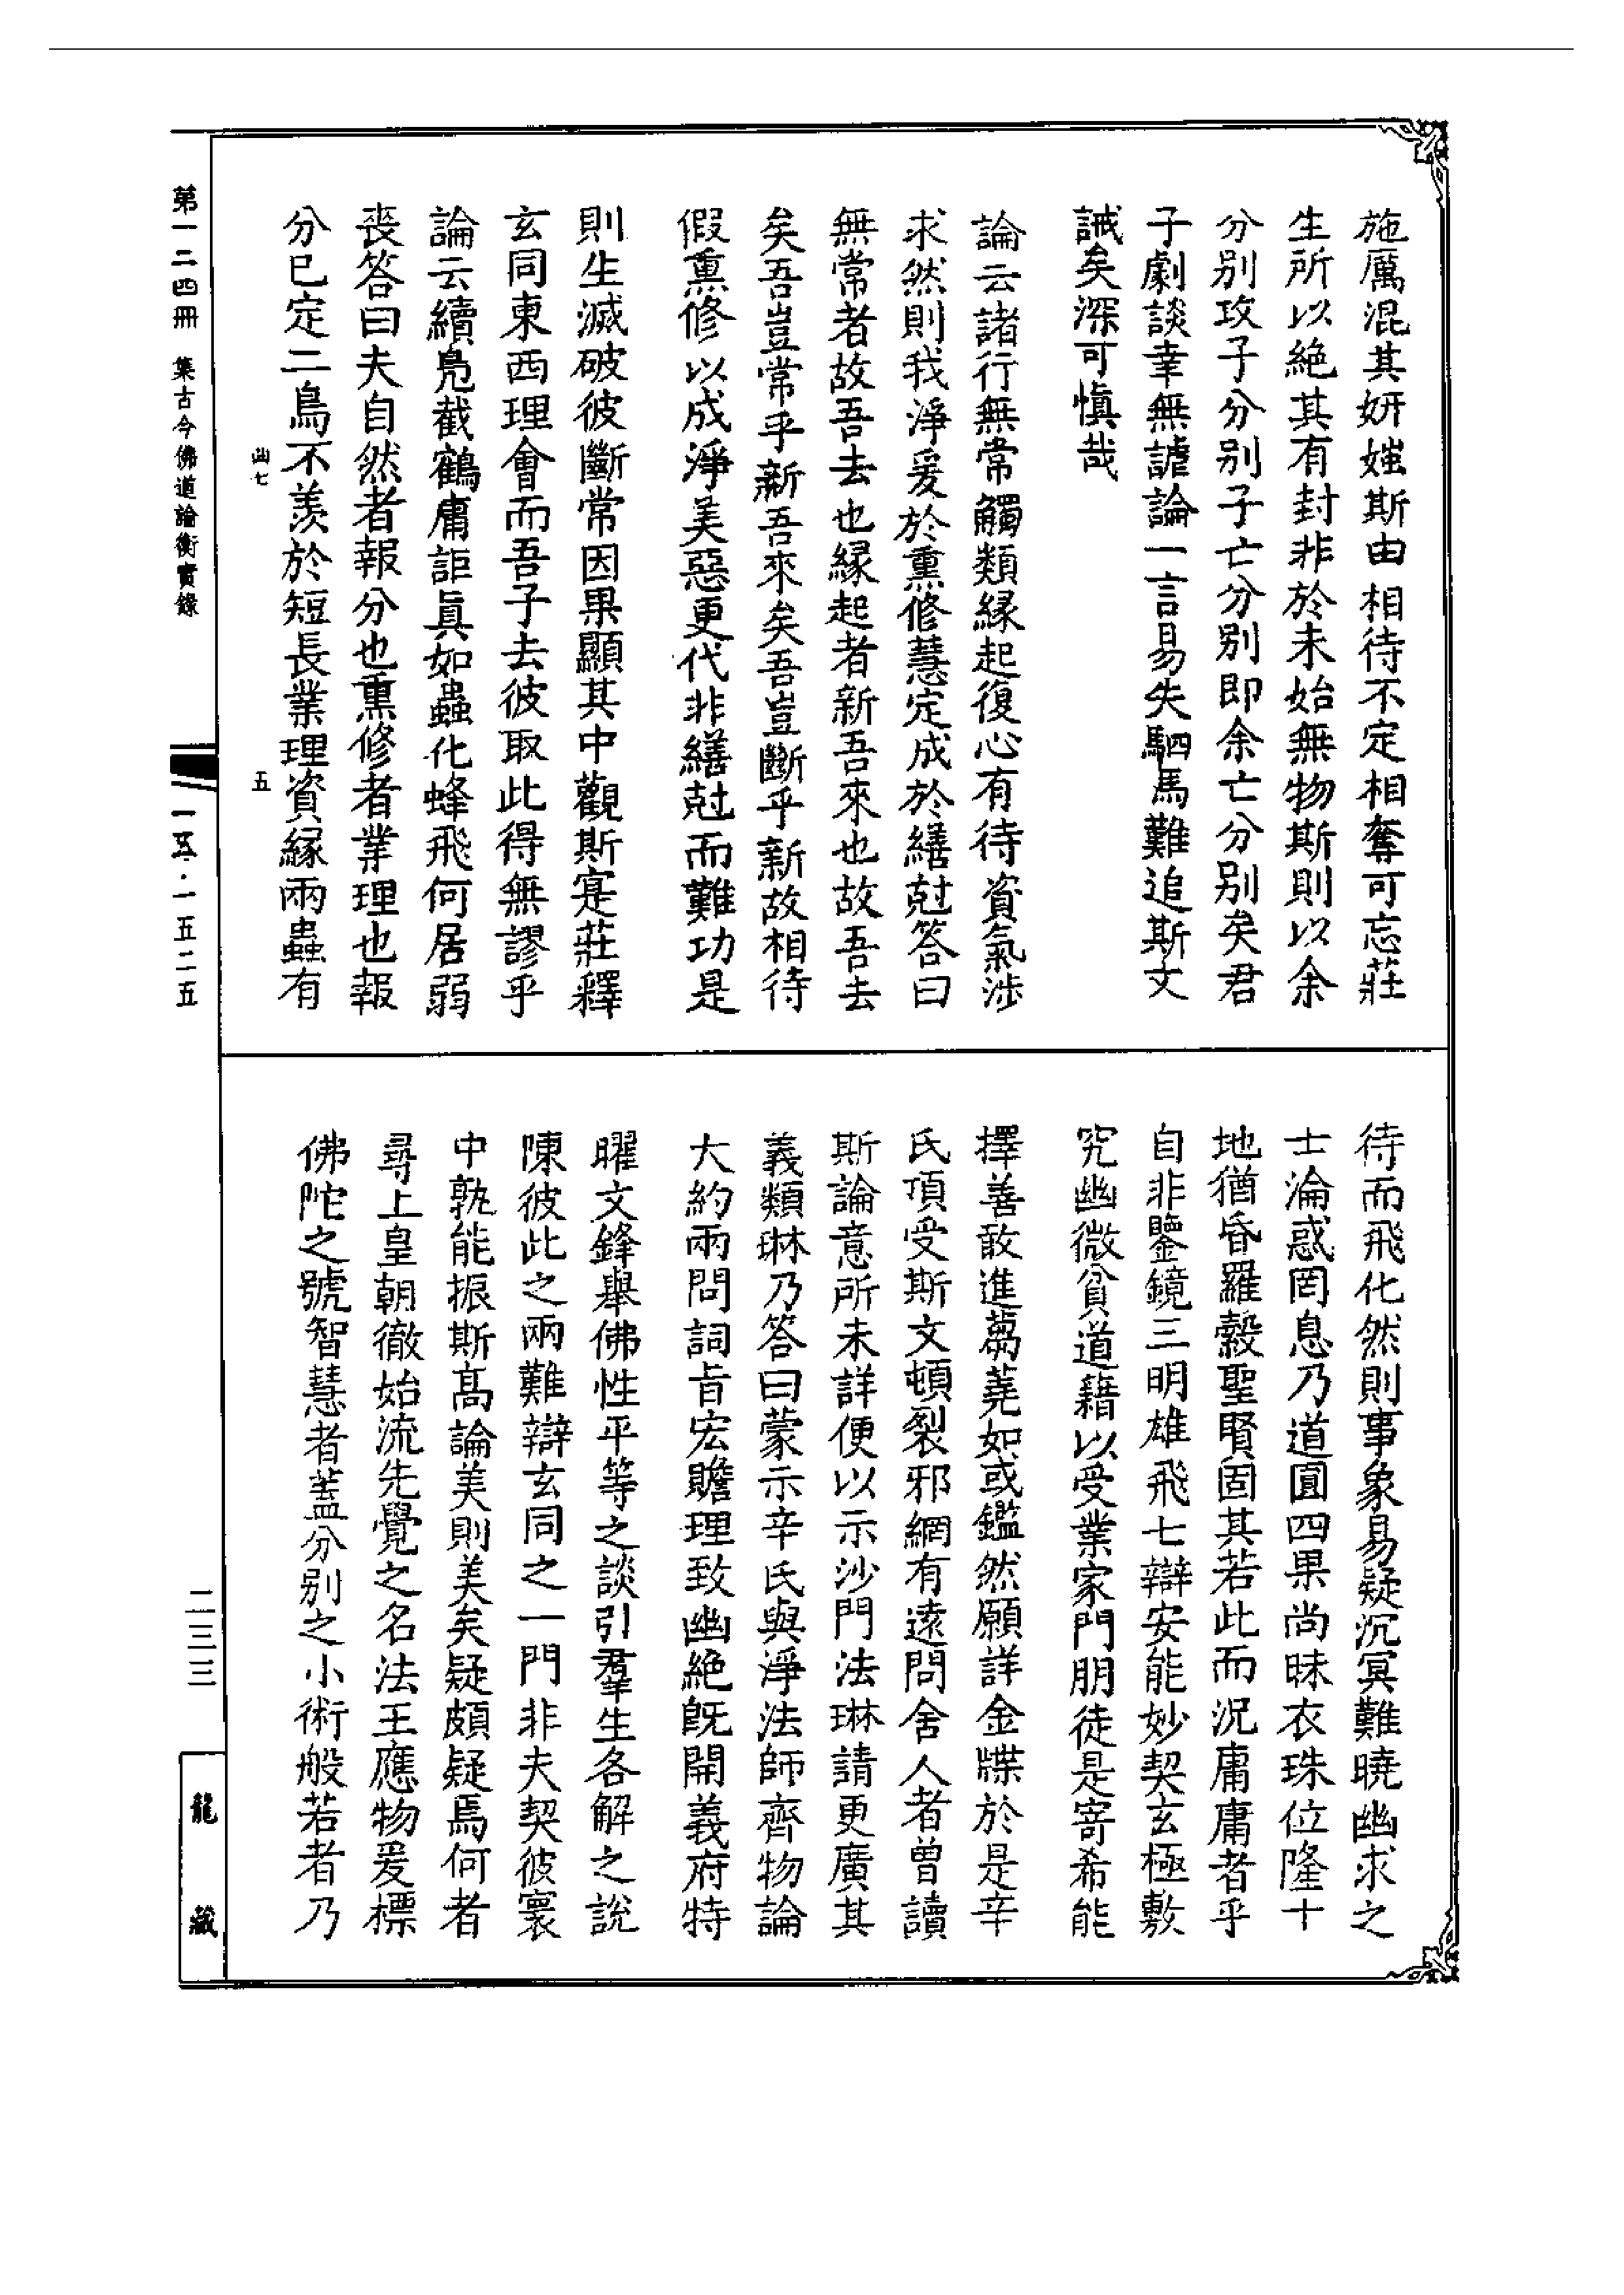 施厲混其妍媸斯由相待不定相奪可忘莊
生所以絶其有封非於未始無物斯則以余
分别攻子分别子亡分别即余亡分别矣君
子劇談幸無謔論一言易失駟馬難追斯文
誡矣深可愼哉
論云諸行無常觸類縁起復心有待資氣涉
求然則我淨爰於熏修慧定成於繕尅答曰
無常者故吾去也縁起者新吾來也故吾去
矣吾豈常乎新吾來矣吾豈斷乎新故相待
假熏修以成淨美惡更代非繕尅而難功是
則生滅破彼斷常因果顯其中觀斯寔莊釋
玄同東西理會而吾子去彼取此得無謬乎
論云續鳧截鶴庸詎眞如蟲化蜂飛何居弱
喪答曰夫自然者報分也熏修者業理也報
分巳定二鳥不羨於短長業理資縁兩蟲有
待而飛化然則事象易疑沉冥難曉幽求之
士淪惑罔息乃道圓四果尚昧衣珠位隆十
地猶昏羅縠聖賢固其若此而況庸庸者乎
自非鑒鏡三明雄飛七辯安能妙契玄極敷
究幽微貧道藉以受業家門朋徒是寄希能
擇善敢進蒭蕘如或鑑然願詳金牒於是辛
氏頂受斯文頓裂邪網有遠問舍人者曾讀
斯論意所未詳便以示沙門法琳請更廣其
義類琳乃答曰蒙示辛氏與淨法師齊物論
大約兩問詞旨宏贍理致幽絶旣開義府特
曜文鋒舉佛性平等之談引羣生各解之說
陳彼此之兩難辯玄同之一門非夫契彼寰
中孰能振斯高論美則美矣疑頗疑焉何者
尋上皇朝徹始流先覺之名法王應物爰標
佛陀之號智慧者蓋分别之小術般若者乃
第一二四冊 集古今佛道論衡實錄
幽七 五
一五·一五二五
二三三
龍藏